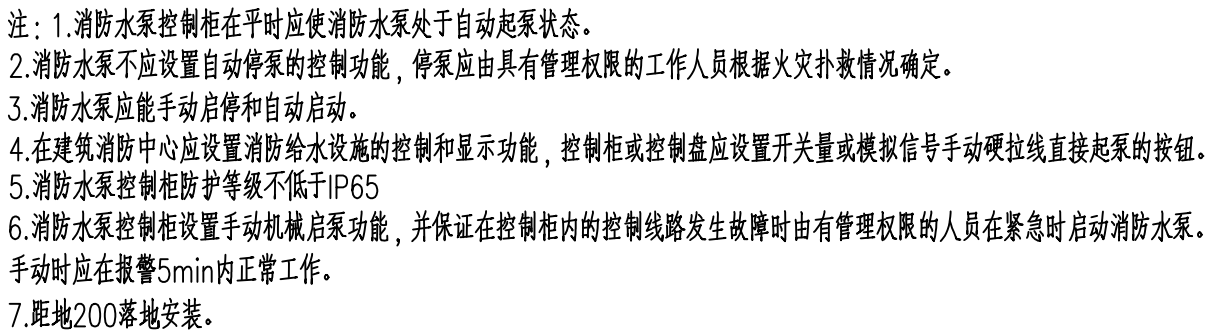 注：1.消防水泵控制柜在平时应使消防水泵处于自动起泵状态。
2.消防水泵不应设置自动停泵的控制功能，停泵应由具有管理权限的工作人员根据火灾扑救情况确定。
3.消防水泵应能手动启停和自动启动。
4.在建筑消防中心应设置消防给水设施的控制和显示功能，控制柜或控制盘应设置开关量或模拟信号手动硬拉线直接起泵的按钮。
5.消防水泵控制柜防护等级不低于IP65
6.消防水泵控制柜设置手动机械启泵功能，并保证在控制柜内的控制线路发生故障时由有管理权限的人员在紧急时启动消防水泵。
手动时应在报警5min内正常工作。
7.距地200落地安装。